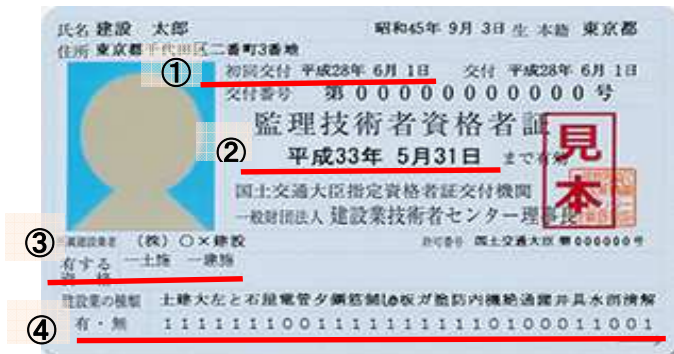 氏名 建設 太郎 昭和45年 9月 3日 生 本籍 東京都
住所 東京都千代田区二番町3番地
① 初回交付 平成28年 6月 1日 交付 平成28年 6月 1日
交付番号 第 0 0 0 0 0 0 0 0 0 0 0 号
監理技術者資格者証
② 平成33年 5月31日 まで有効
見本
国土交通大臣指定資格者証交付機関
一般財団法人 建設業技術者センター理事長
③ 所属建設業者 (株)○×建設 許可番号 国土交通大臣 第000000号
有する資格 一土施 一建施
建設業の種類 土建大左と石屋電管タ鋼筋舗しゅ板ガ塗防内機絶通園井具水消清解
④ 有・無 1 1 1 1 1 1 1 0 0 1 1 1 1 1 1 1 1 1 1 0 1 0 0 0 1 1 0 0 1